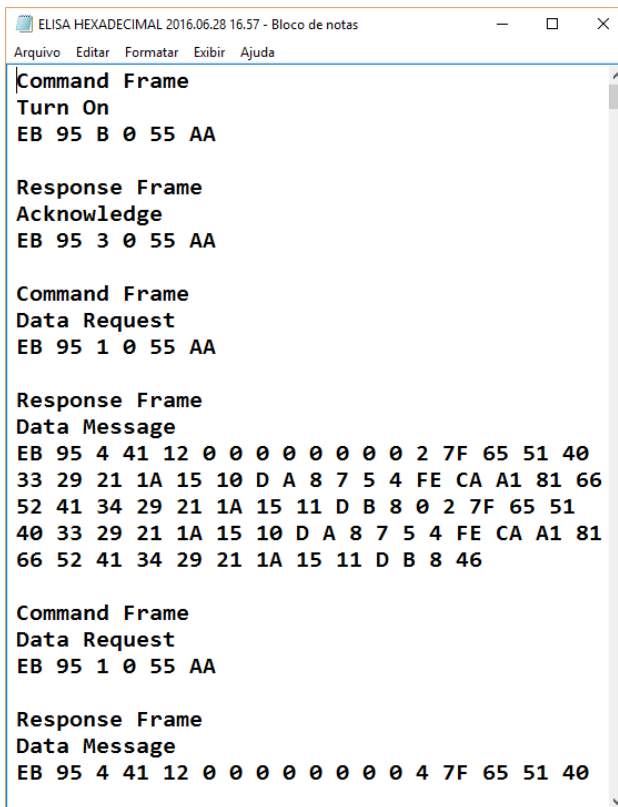 ELISA HEXADECIMAL 2016.06.28 16.57 - Bloco de notas
Arquivo Editar Formatar Exibir Ajuda
Command Frame
Turn On
EB 95 B 0 55 AA
Response Frame
Acknowledge
EB 95 3 0 55 AA
Command Frame
Data Request
EB 95 1 0 55 AA
Response Frame
Data Message
EB 95 4 41 12 0 0 0 0 0 0 0 0 2 7F 65 51 40
33 29 21 1A 15 10 D A 8 7 5 4 FE CA A1 81 66
52 41 34 29 21 1A 15 11 D B 8 0 2 7F 65 51
40 33 29 21 1A 15 10 D A 8 7 5 4 FE CA A1 81
66 52 41 34 29 21 1A 15 11 D B 8 46
Command Frame
Data Request
EB 95 1 0 55 AA
Response Frame
Data Message
EB 95 4 41 12 0 0 0 0 0 0 0 0 4 7F 65 51 40